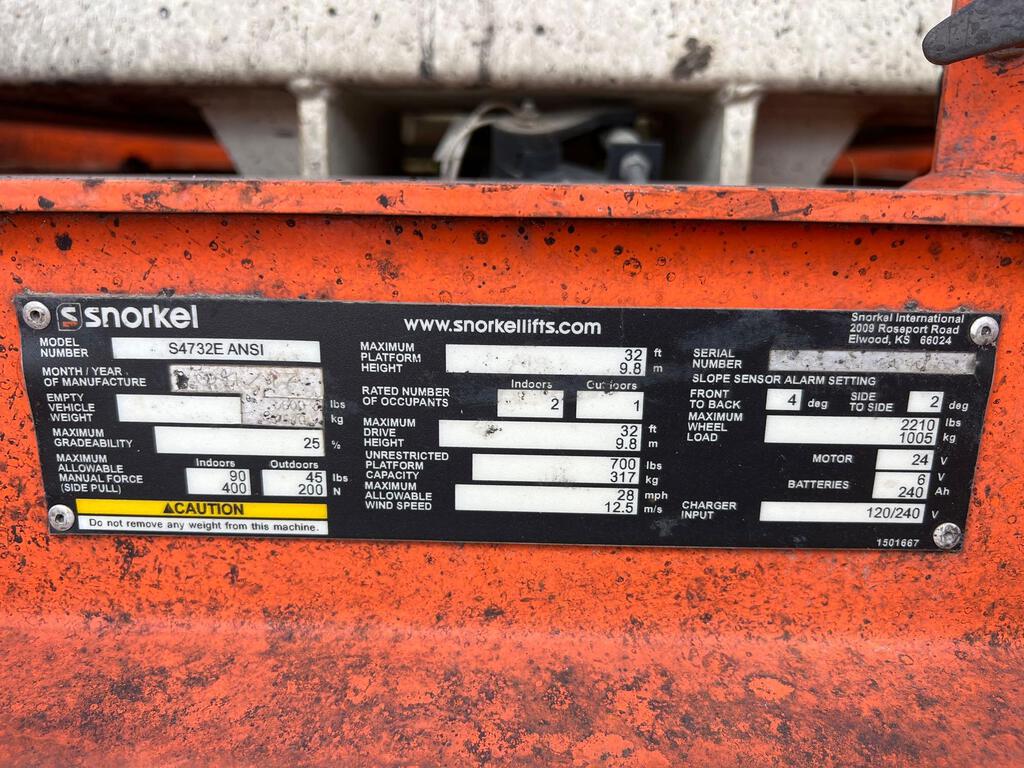 snorkel
www.snorkellifts.com
Snorkel International
2009 Roseport Road
Elwood, KS 66024
MODEL NUMBER S4732E ANSI
MONTH / YEAR OF MANUFACTURE
EMPTY VEHICLE WEIGHT lbs kg
MAXIMUM GRADEABILITY 25 %
MAXIMUM ALLOWABLE MANUAL FORCE (SIDE PULL)
Indoors Outdoors
90 45 lbs
400 200 N
⚠CAUTION
Do not remove any weight from this machine.
MAXIMUM PLATFORM HEIGHT
32 ft
9.8 m
RATED NUMBER OF OCCUPANTS
Indoors Outdoors
2 1
MAXIMUM DRIVE HEIGHT
32 ft
9.8 m
UNRESTRICTED PLATFORM CAPACITY
700 lbs
317 kg
MAXIMUM ALLOWABLE WIND SPEED
28 mph
12.5 m/s
SERIAL NUMBER
SLOPE SENSOR ALARM SETTING
FRONT TO BACK 4 deg SIDE TO SIDE 2 deg
MAXIMUM WHEEL LOAD
2210 lbs
1005 kg
MOTOR 24 V
BATTERIES
6 V
240 Ah
CHARGER INPUT 120/240 V
1501667